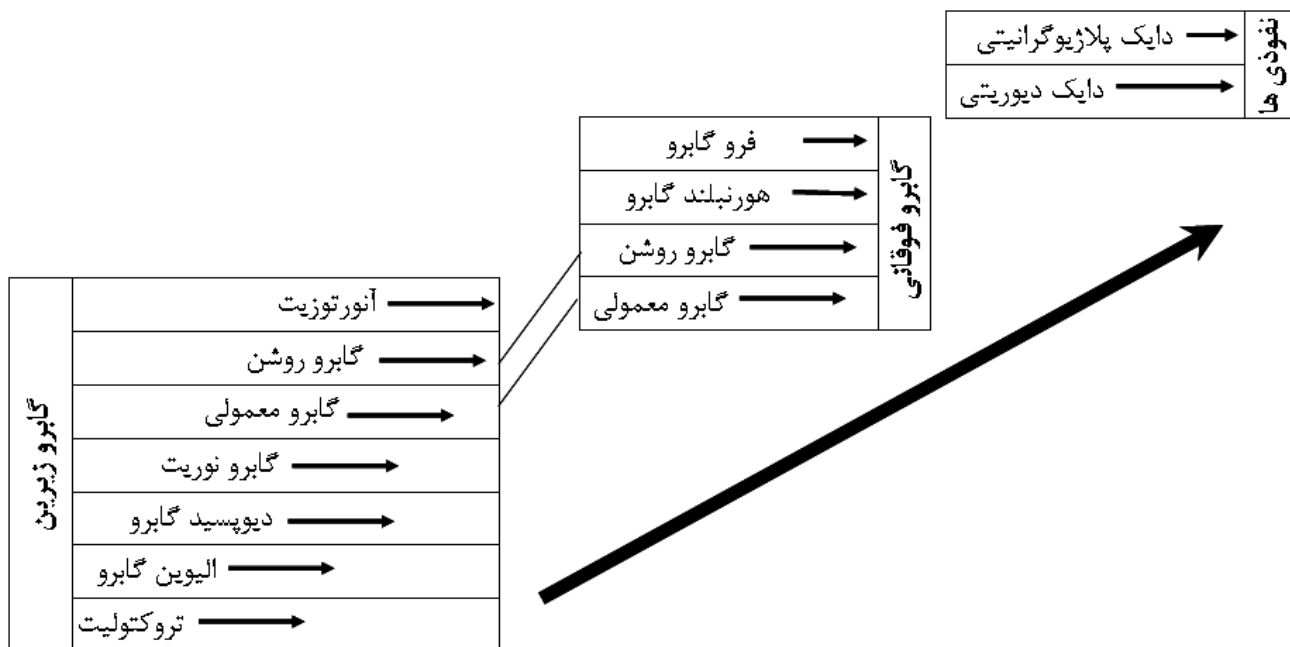 نفوذی ها
دایک پلاژیوگرانیتی
دایک دیوریتی
گابرو فوقانی
فرو گابرو
هورنبلند گابرو
گابرو روشن
گابرو معمولی
گابرو زیرین
آنورتوزیت
گابرو روشن
گابرو معمولی
گابرو نوریت
دیوپسید گابرو
الیوین گابرو
تروکتولیت